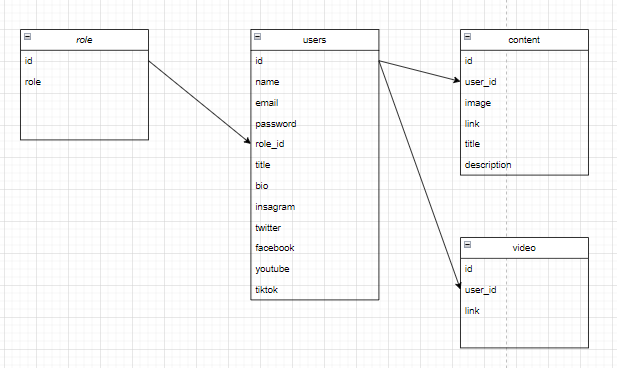 role
id
role
users
id
name
email
password
role_id
title
bio
insagram
twitter
facebook
youtube
tiktok
content
id
user_id
image
link
title
description
video
id
user_id
link